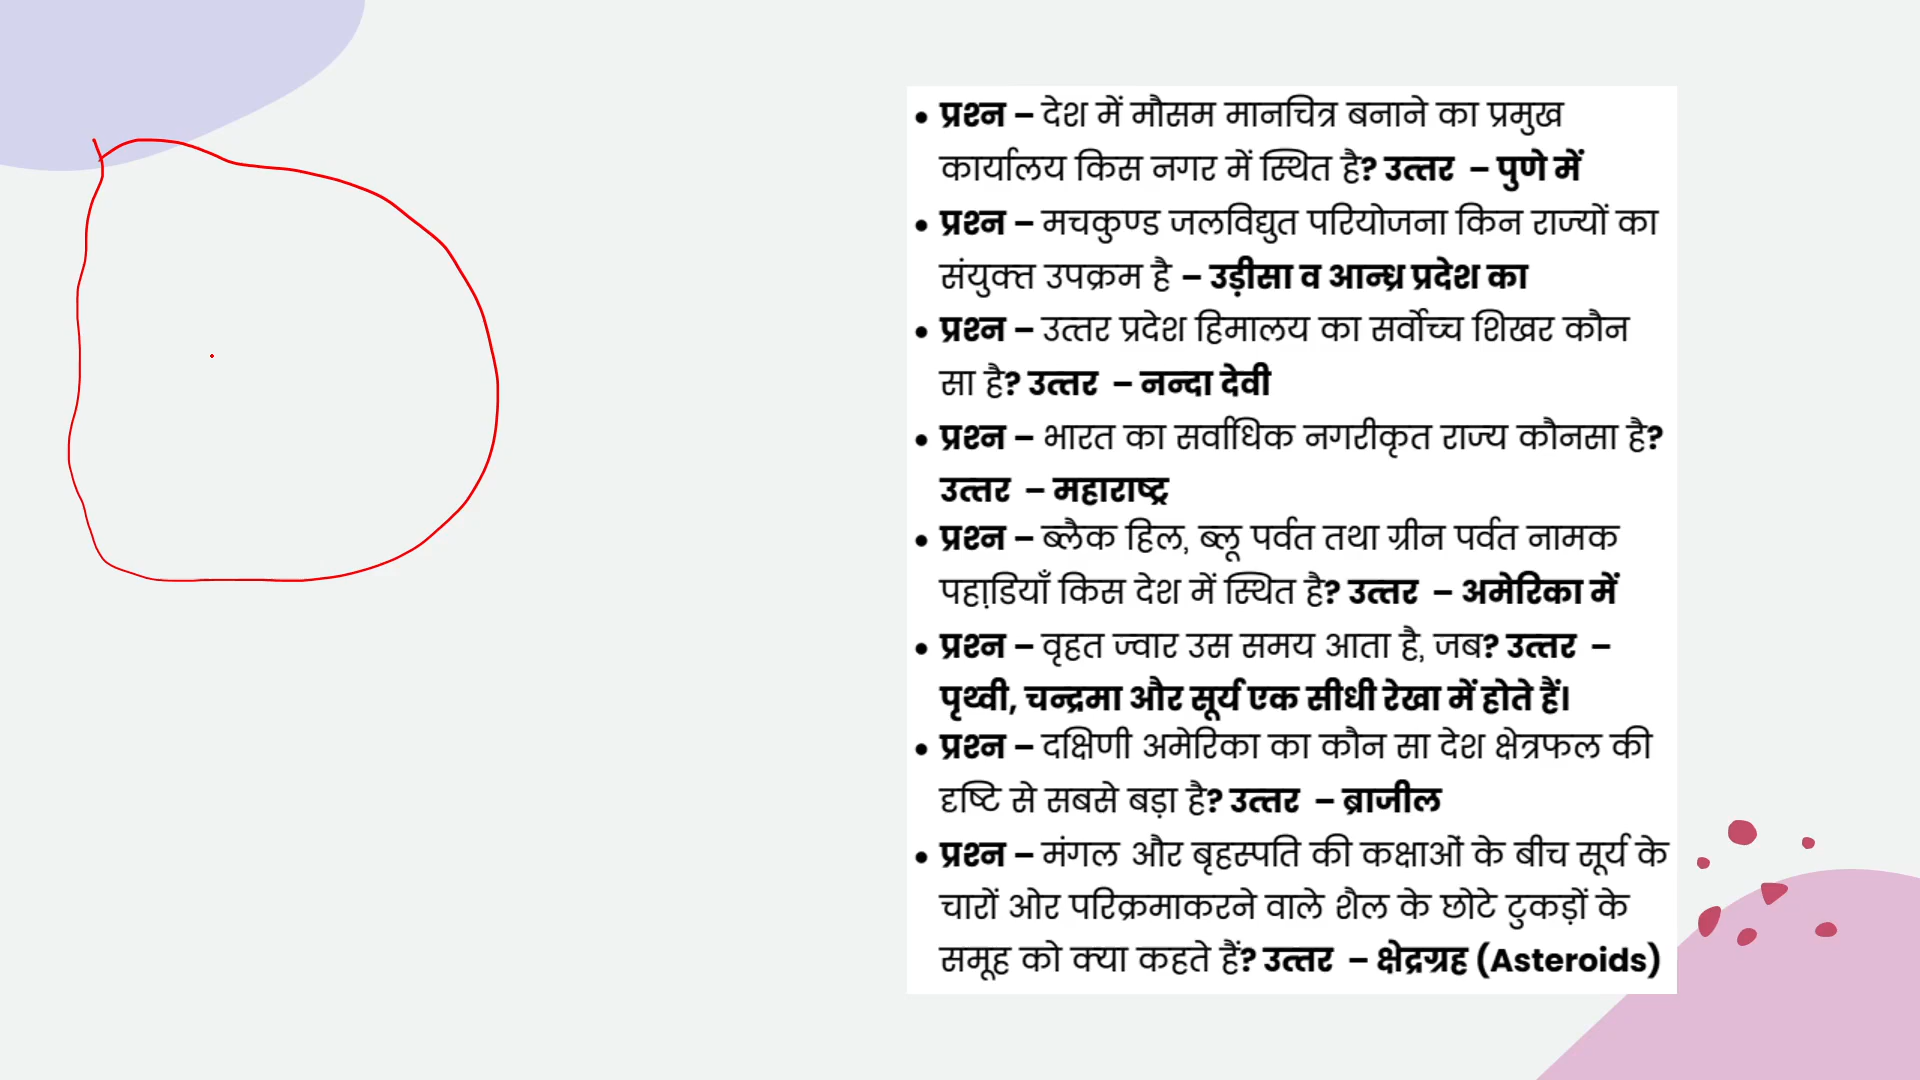 • प्रश्न – देश में मौसम मानचित्र बनाने का प्रमुख
कार्यालय किस नगर में स्थित है? उत्तर – पुणे में
• प्रश्न – मचकुण्ड जलविद्युत परियोजना किन राज्यों का
संयुक्त उपक्रम है – उड़ीसा व आन्ध्र प्रदेश का
• प्रश्न – उत्तर प्रदेश हिमालय का सर्वोच्च शिखर कौन
सा है? उत्तर – नन्दा देवी
• प्रश्न – भारत का सर्वाधिक नगरीकृत राज्य कौनसा है?
उत्तर – महाराष्ट्र
• प्रश्न – ब्लैक हिल, ब्लू पर्वत तथा ग्रीन पर्वत नामक
पहाडि़याँ किस देश में स्थित है? उत्तर – अमेरिका में
• प्रश्न – वृहत ज्वार उस समय आता है, जब? उत्तर –
पृथ्वी, चन्द्रमा और सूर्य एक सीधी रेखा में होते हैं।
• प्रश्न – दक्षिणी अमेरिका का कौन सा देश क्षेत्रफल की
दृष्टि से सबसे बड़ा है? उत्तर – ब्राजील
• प्रश्न – मंगल और बृहस्पति की कक्षाओं के बीच सूर्य के
चारों ओर परिक्रमाकरने वाले शैल के छोटे टुकड़ों के
समूह को क्या कहते हैं? उत्तर – क्षेद्रग्रह (Asteroids)